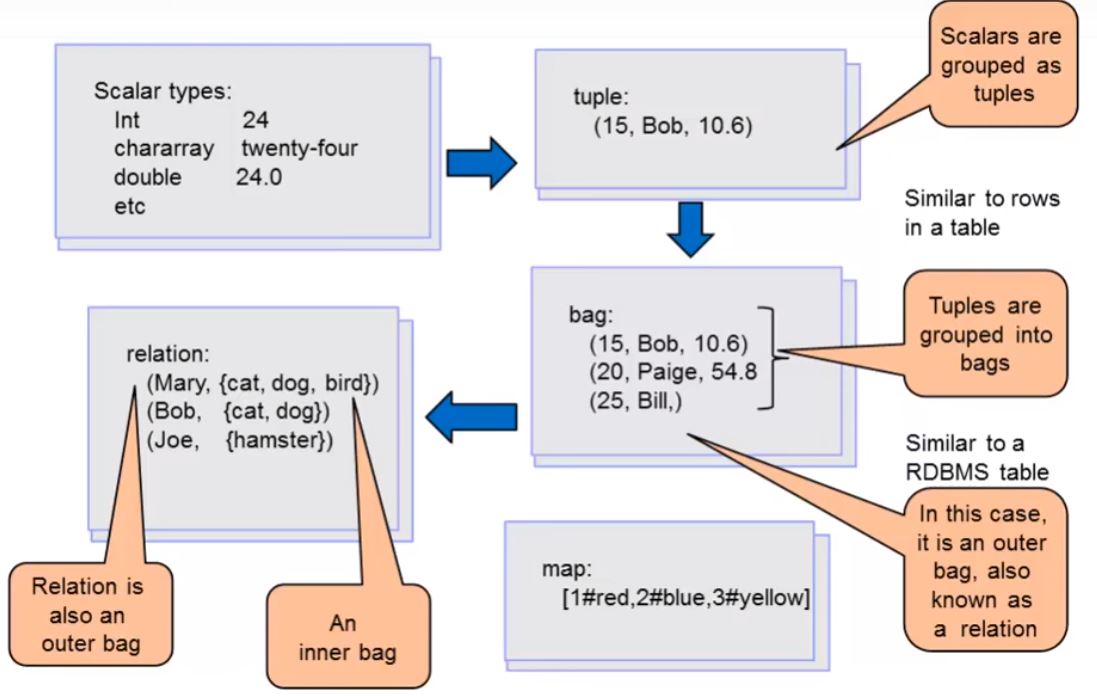 Scalar types:
Int 24
chararray twenty-four
double 24.0
etc
tuple:
(15, Bob, 10.6)
Scalars are
grouped as
tuples
Similar to rows
in a table
bag:
(15, Bob, 10.6)
(20, Paige, 54.8
(25, Bill,)
Tuples are
grouped into
bags
Similar to a
RDBMS table
In this case,
it is an outer
bag, also
known as
a relation
relation:
(Mary, {cat, dog, bird})
(Bob, {cat, dog})
(Joe, {hamster})
Relation is
also an
outer bag
An
inner bag
map:
[1#red,2#blue,3#yellow]